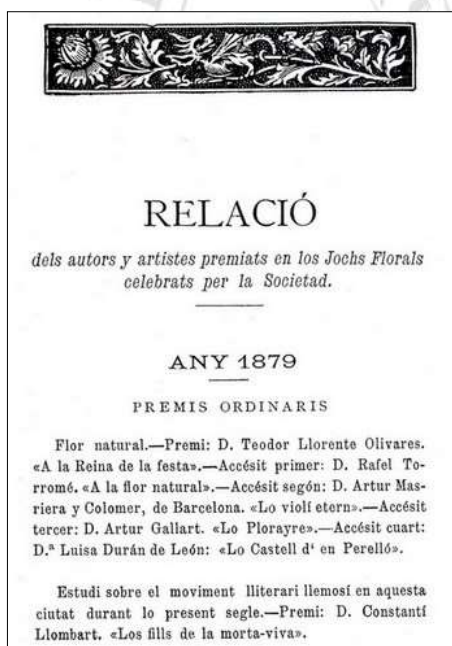 RELACIÓ
dels autors y artistes premiats en los Jochs Florals
celebrats per la Societad.
ANY 1879
PREMIS ORDINARIS
Flor natural.—Premi: D. Teodor Llorente Olivares.
«A la Reina de la festa».—Accésit primer: D. Rafel To-
rromé. «A la flor natural».—Accésit segón: D. Artur Mas-
riera y Colomer, de Barcelona. «Lo violí etern».—Accésit
tercer: D. Artur Gallart. «Lo Plorayre».—Accésit cuart:
D.ª Luisa Durán de León: «Lo Castell d‘ en Perelló».
Estudi sobre el moviment lliterari llemosí en aquesta
ciutat durant lo present segle.—Premi: D. Constantí
Llombart. «Los fills de la morta-viva».